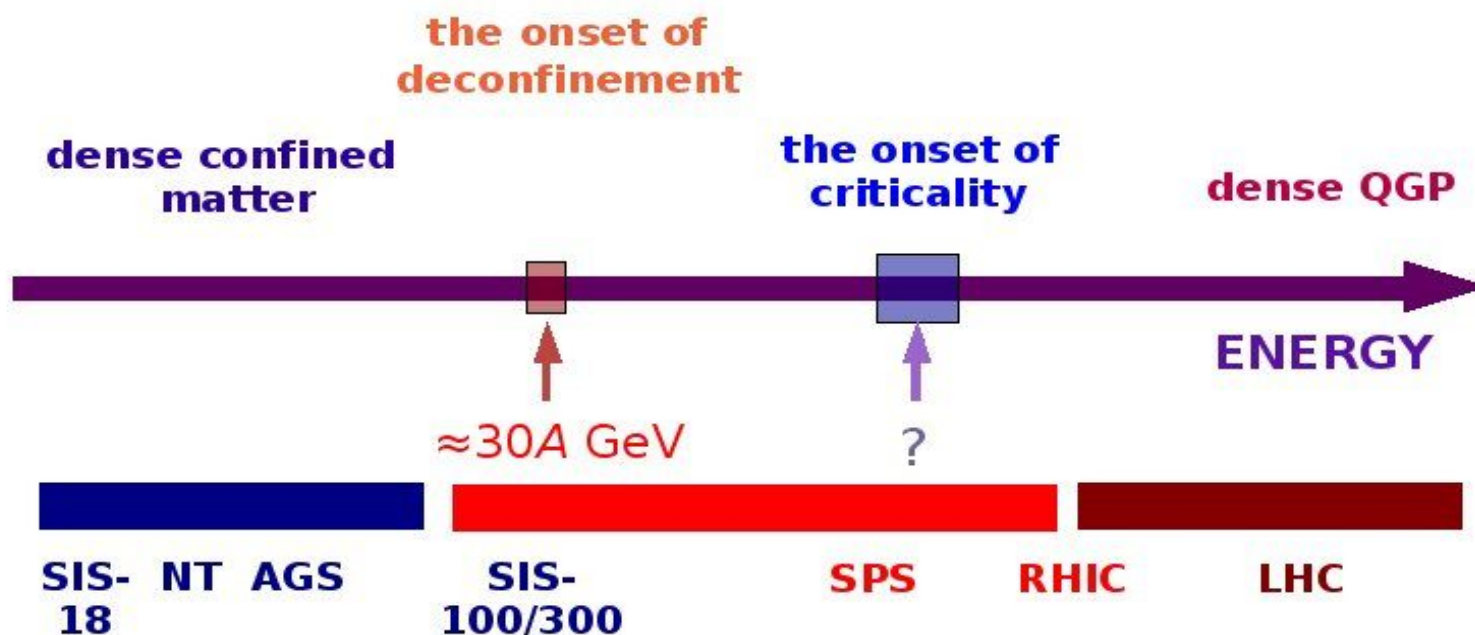 the onset of
deconfinement
dense confined
matter
the onset of
criticality
dense QGP
ENERGY
≈30A GeV
?
SIS-
18
NT
AGS
SIS-
100/300
SPS
RHIC
LHC